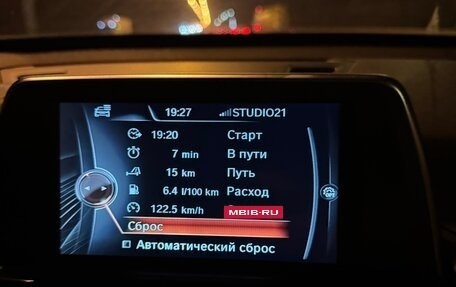 19:27 STUDIO21
19:20 Старт
7 min В пути
15 km Путь
6.4 l/100 km Расход
122.5 km/h
MBIB.RU
Сброс
Автоматический сброс
OFF